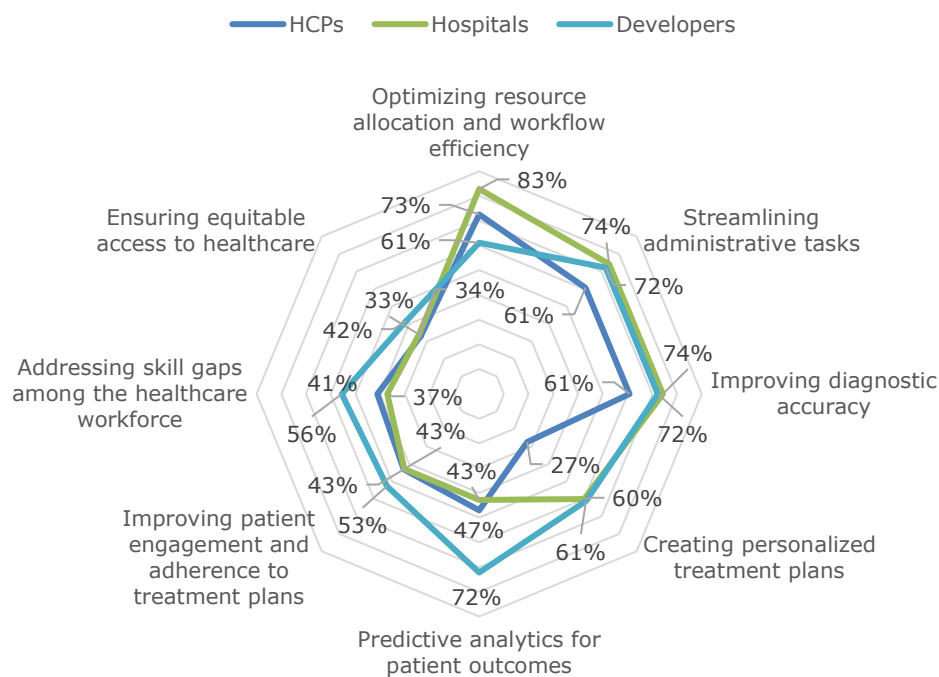 HCPs Hospitals Developers
Optimizing resource
allocation and workflow
efficiency
83%
73%
61%
Streamlining
administrative tasks
74%
72%
61%
Ensuring equitable
access to healthcare
34%
33%
42%
Improving diagnostic
accuracy
74%
61%
72%
Addressing skill gaps
among the healthcare
workforce
41%
37%
56%
Creating personalized
treatment plans
27%
60%
61%
Improving patient
engagement and
adherence to
treatment plans
43%
43%
53%
Predictive analytics for
patient outcomes
43%
47%
72%